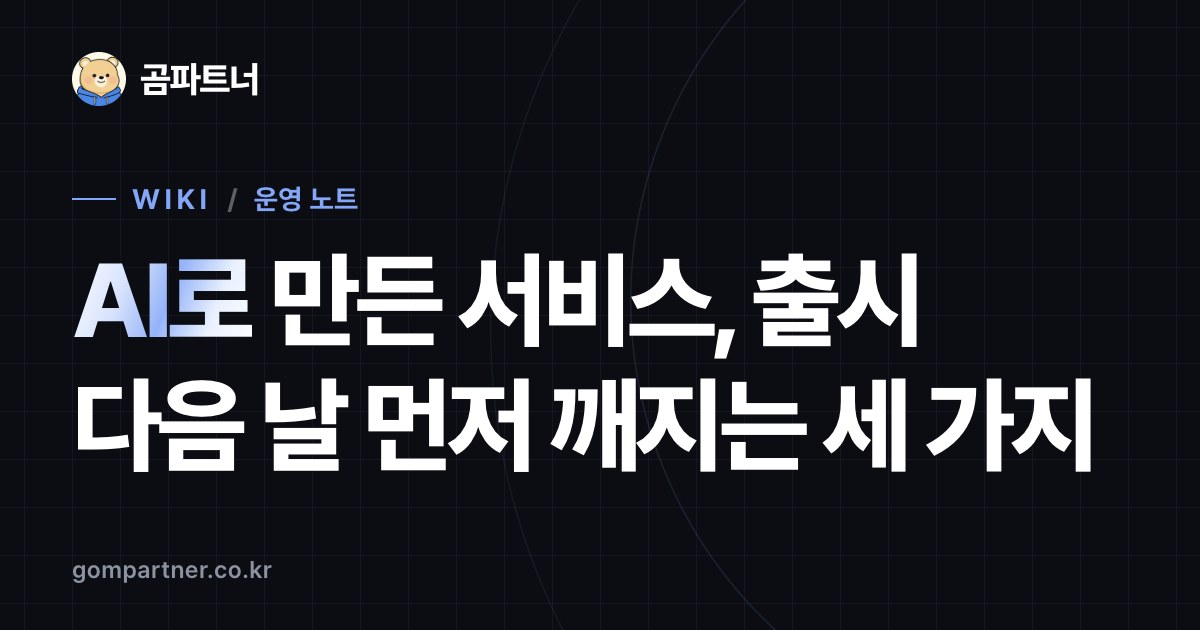 곰파트너
WIKI / 운영 노트
AI로 만든 서비스, 출시
다음 날 먼저 깨지는 세 가지
gompartner.co.kr